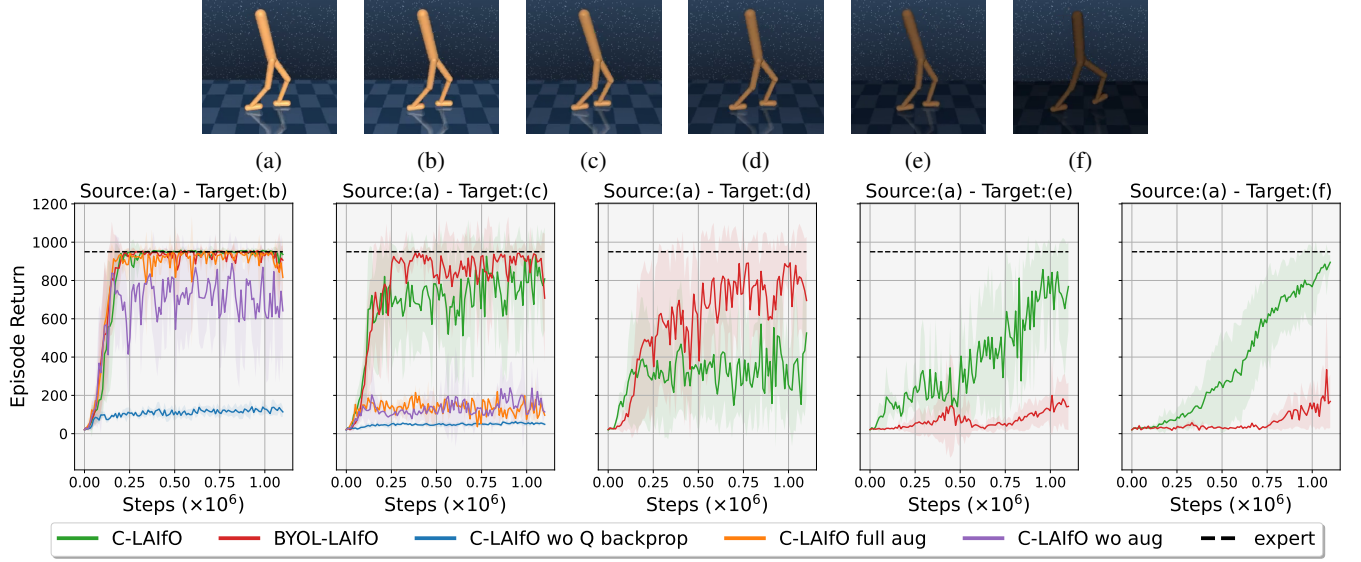 (a) (b) (c) (d) (e) (f)
Source:(a) - Target:(b) Source:(a) - Target:(c) Source:(a) - Target:(d) Source:(a) - Target:(e) Source:(a) - Target:(f)
Episode Return
1200
1000
800
600
400
200
0
0.00 0.25 0.50 0.75 1.00 0.00 0.25 0.50 0.75 1.00 0.00 0.25 0.50 0.75 1.00 0.00 0.25 0.50 0.75 1.00 0.00 0.25 0.50 0.75 1.00
Steps (×10⁶) Steps (×10⁶) Steps (×10⁶) Steps (×10⁶) Steps (×10⁶)
C-LAIfO BYOL-LAIfO C-LAIfO wo Q backprop C-LAIfO full aug C-LAIfO wo aug expert